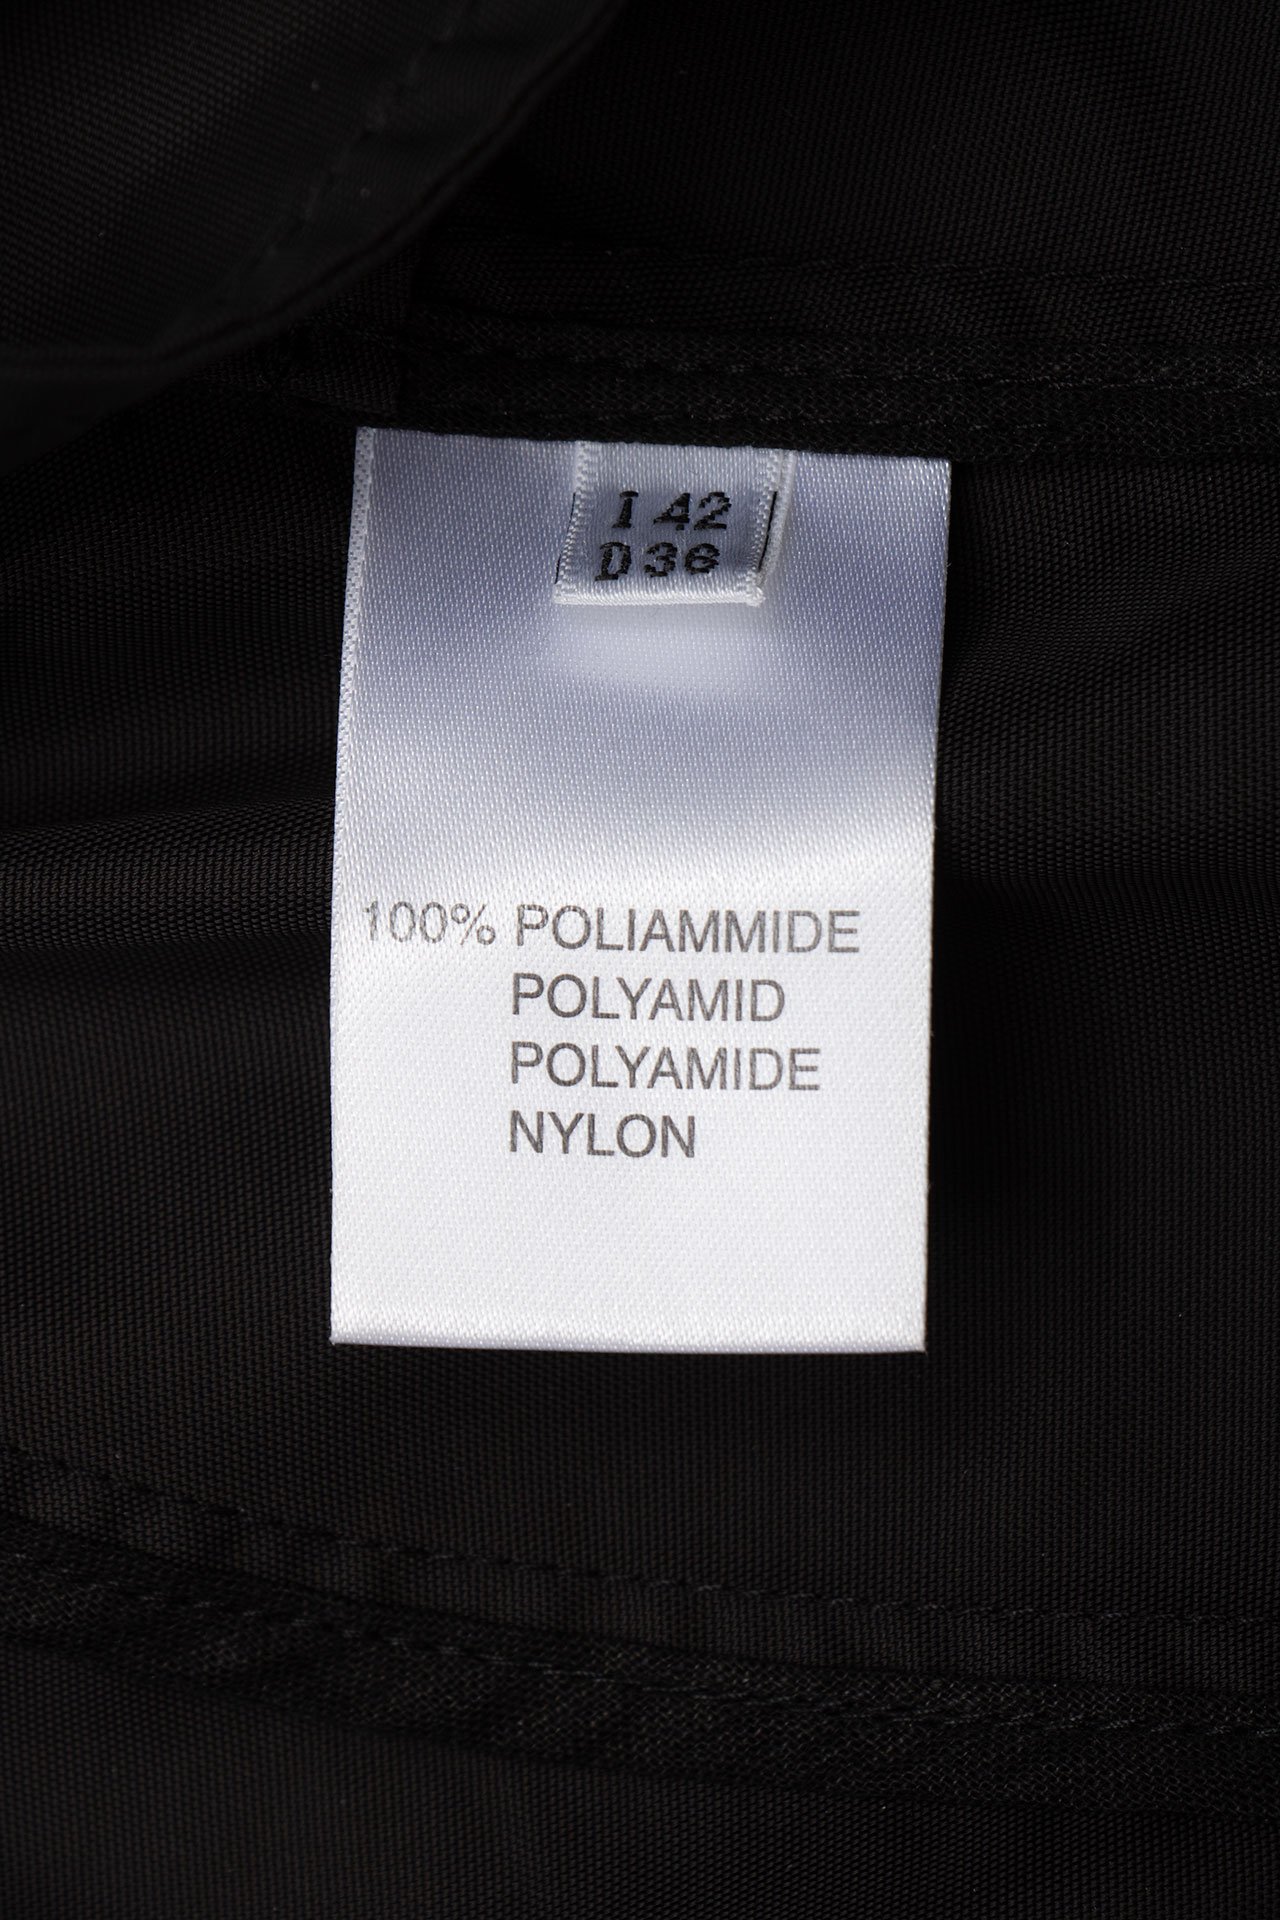 I 42
D 36
100% POLIAMMIDE
POLYAMID
POLYAMIDE
NYLON